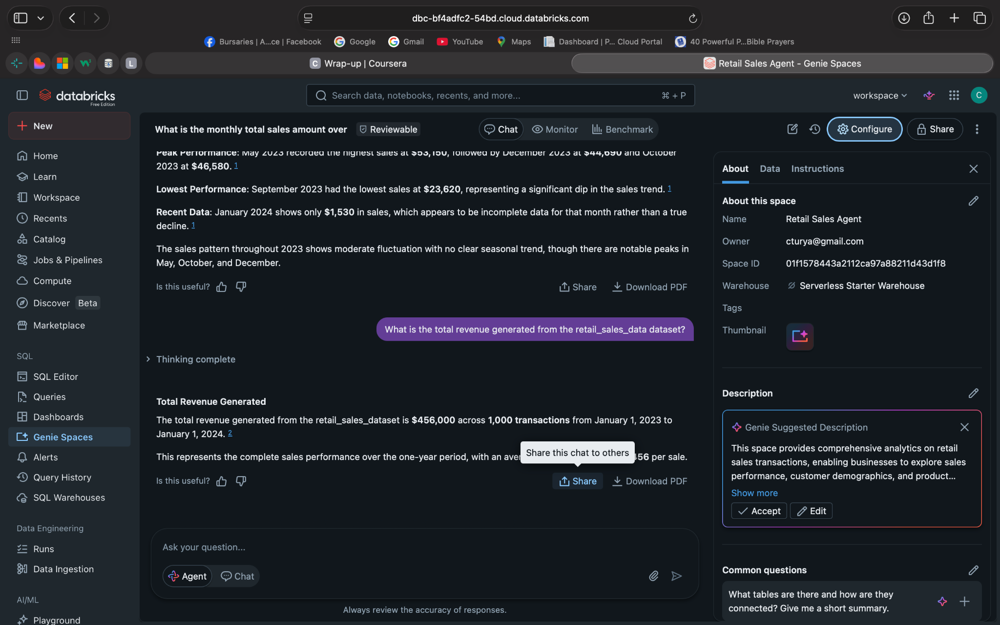 dbc-bf4adfc2-54bd.cloud.databricks.com
Bursaries | A...ce | Facebook
Google
Gmail
YouTube
Maps
Dashboard | P... Cloud Portal
40 Powerful P...Bible Prayers
L
C Wrap-up | Coursera
Retail Sales Agent - Genie Spaces
databricks
Free Edition
Search data, notebooks, recents, and more...
⌘ + P
workspace
C
New
Home
Learn
Workspace
Recents
Catalog
Jobs & Pipelines
Compute
Discover Beta
Marketplace
SQL
SQL Editor
Queries
Dashboards
Genie Spaces
Alerts
Query History
SQL Warehouses
Data Engineering
Runs
Data Ingestion
AI/ML
Playground
What is the monthly total sales amount over
Reviewable
Chat
Monitor
Benchmark
Configure
Share
Peak Performance: May 2023 recorded the highest sales at $53,150, followed by December 2023 at $44,690 and October
2023 at $46,580. 1
Lowest Performance: September 2023 had the lowest sales at $23,620, representing a significant dip in the sales trend. 1
Recent Data: January 2024 shows only $1,530 in sales, which appears to be incomplete data for that month rather than a true
decline. 1
The sales pattern throughout 2023 shows moderate fluctuation with no clear seasonal trend, though there are notable peaks in
May, October, and December.
Is this useful?
Share
Download PDF
What is the total revenue generated from the retail_sales_data dataset?
Thinking complete
Total Revenue Generated
The total revenue generated from the retail_sales_dataset is $456,000 across 1,000 transactions from January 1, 2023 to
January 1, 2024. 2
Share this chat to others
This represents the complete sales performance over the one-year period, with an 56 per sale.
Is this useful?
Share
Download PDF
Ask your question...
Agent
Chat
Always review the accuracy of responses.
About
Data
Instructions
About this space
Name Retail Sales Agent
Owner cturya@gmail.com
Space ID 01f1578443a2112ca97a88211d43d1f8
Warehouse Serverless Starter Warehouse
Tags
Thumbnail
Description
Genie Suggested Description
This space provides comprehensive analytics on retail
sales transactions, enabling businesses to explore sales
performance, customer demographics, and product...
Show more
Accept
Edit
Common questions
What tables are there and how are they
connected? Give me a short summary.